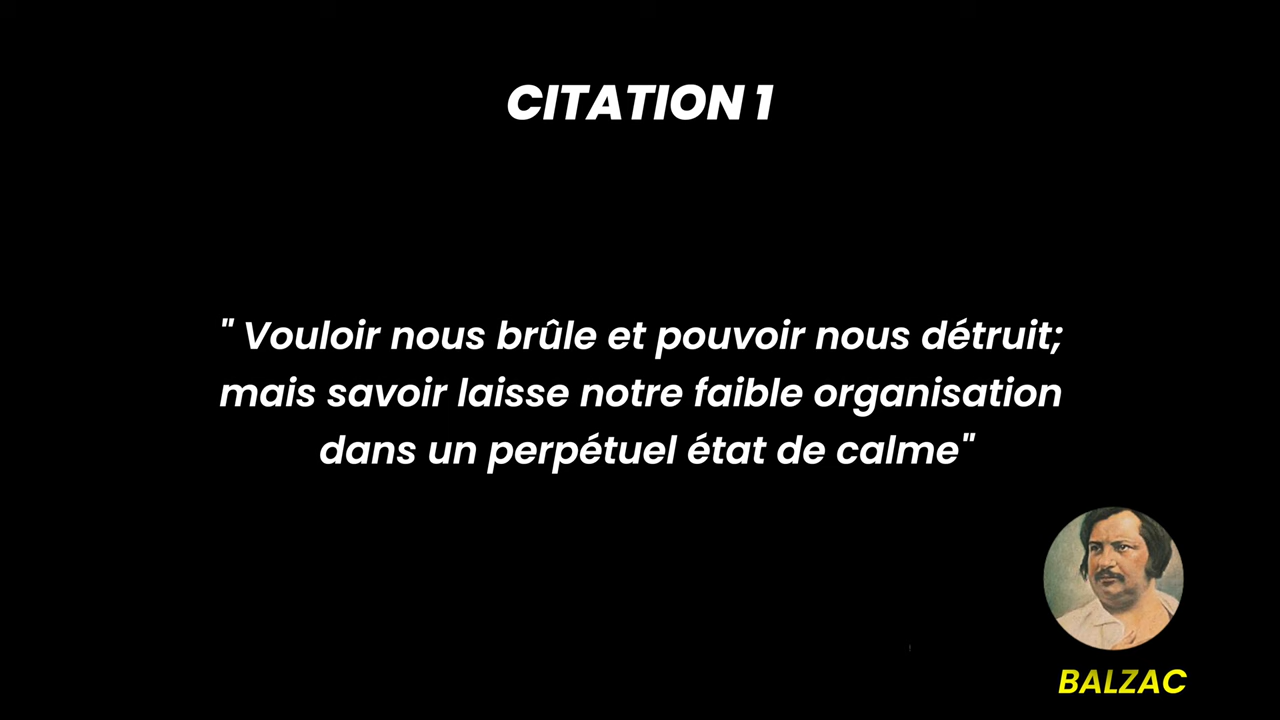 CITATION 1
" Vouloir nous brûle et pouvoir nous détruit;
mais savoir laisse notre faible organisation
dans un perpétuel état de calme"
BALZAC